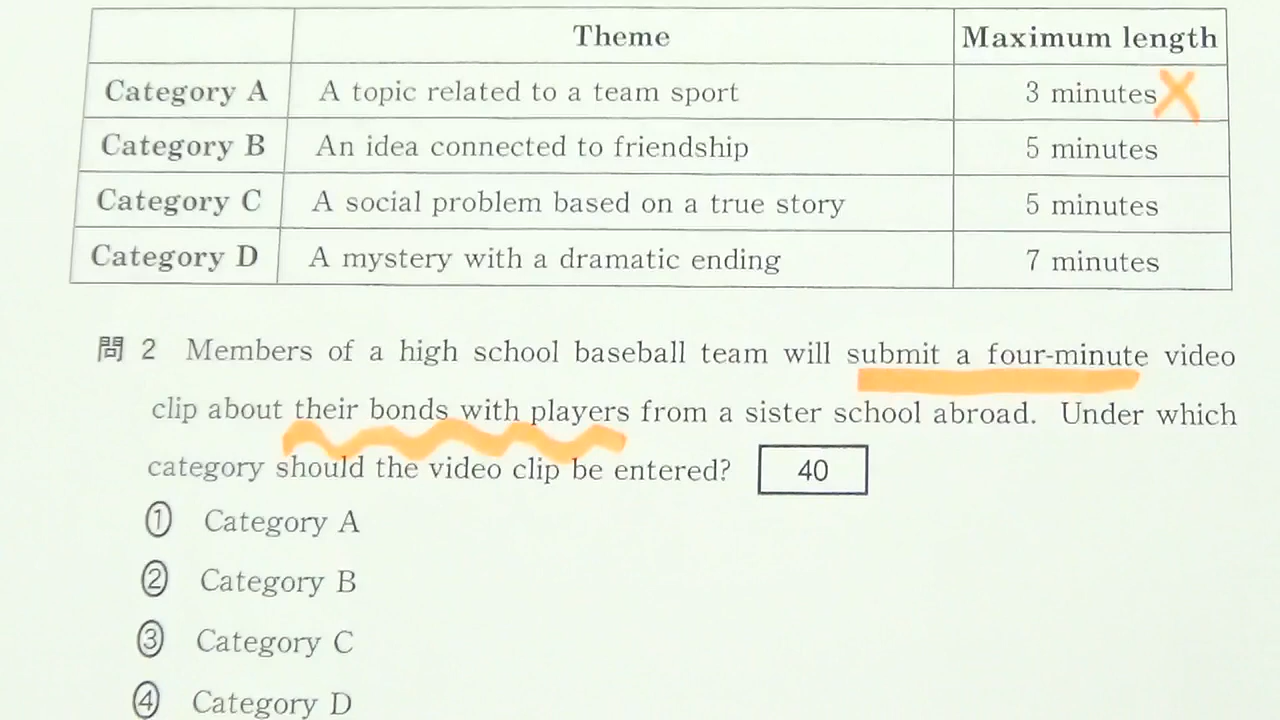 Theme Maximum length
Category A A topic related to a team sport 3 minutes
Category B An idea connected to friendship 5 minutes
Category C A social problem based on a true story 5 minutes
Category D A mystery with a dramatic ending 7 minutes
問 2 Members of a high school baseball team will submit a four-minute video
clip about their bonds with players from a sister school abroad. Under which
category should the video clip be entered? 40
① Category A
② Category B
③ Category C
④ Category D